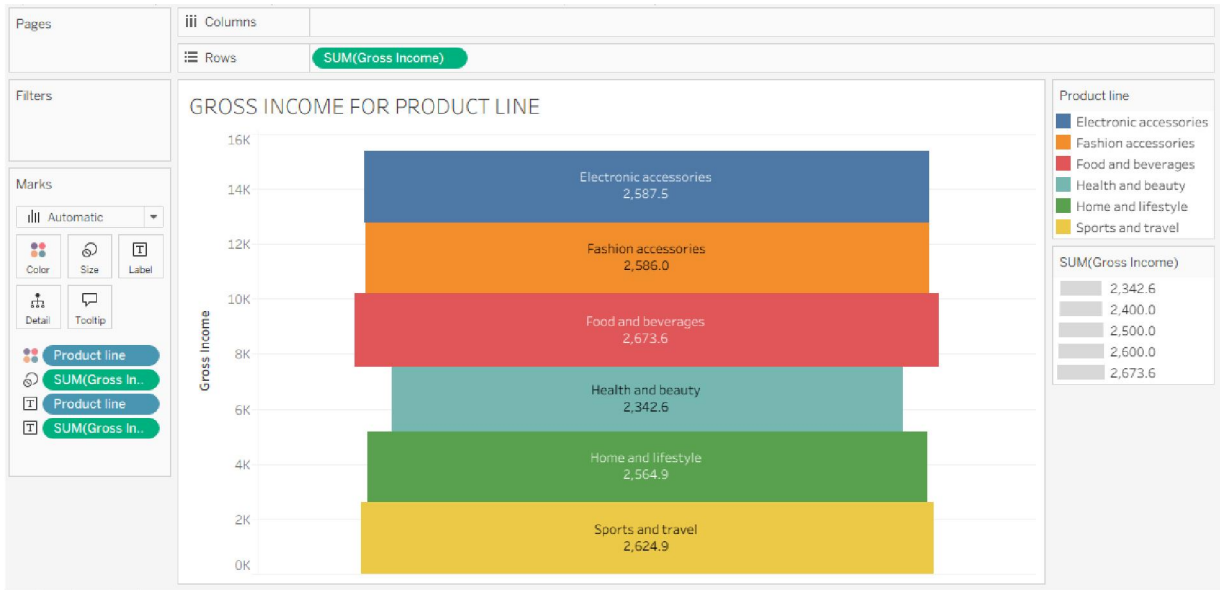 Pages
iii Columns
Rows
SUM(Gross Income)
Filters
Marks
Automatic
Color
Size
Label
Detail
Tooltip
Product line
SUM(Gross In..
Product line
SUM(Gross In..
GROSS INCOME FOR PRODUCT LINE
16K
14K
12K
10K
8K
6K
4K
2K
0K
Gross Income
Electronic accessories
2,587.5
Fashion accessories
2,586.0
Food and beverages
2,673.6
Health and beauty
2,342.6
Home and lifestyle
2,564.9
Sports and travel
2,624.9
Product line
Electronic accessories
Fashion accessories
Food and beverages
Health and beauty
Home and lifestyle
Sports and travel
SUM(Gross Income)
2,342.6
2,400.0
2,500.0
2,600.0
2,673.6